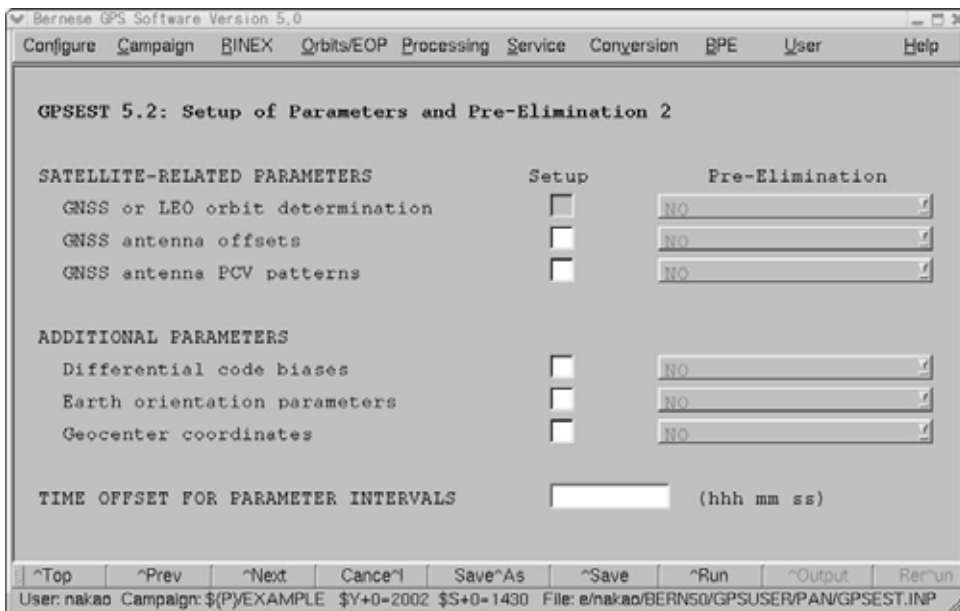 Bernese GPS Software Version 5.0
Configure Campaign RINEX Orbits/EOP Processing Service Conversion BPE User Help
GPSEST 5.2: Setup of Parameters and Pre-Elimination 2
SATELLITE-RELATED PARAMETERS Setup Pre-Elimination
GNSS or LEO orbit determination NO
GNSS antenna offsets NO
GNSS antenna PCV patterns NO
ADDITIONAL PARAMETERS
Differential code biases NO
Earth orientation parameters NO
Geocenter coordinates NO
TIME OFFSET FOR PARAMETER INTERVALS (hhh mm ss)
^Top ^Prev ^Next Cance^l Save^As ^Save ^Run ^Output Rer^un
User: nakao Campaign: ${P}/EXAMPLE $Y+0=2002 $S+0=1430 File: e/nakao/BERN50/GPSUSER/PAN/GPSEST.INP